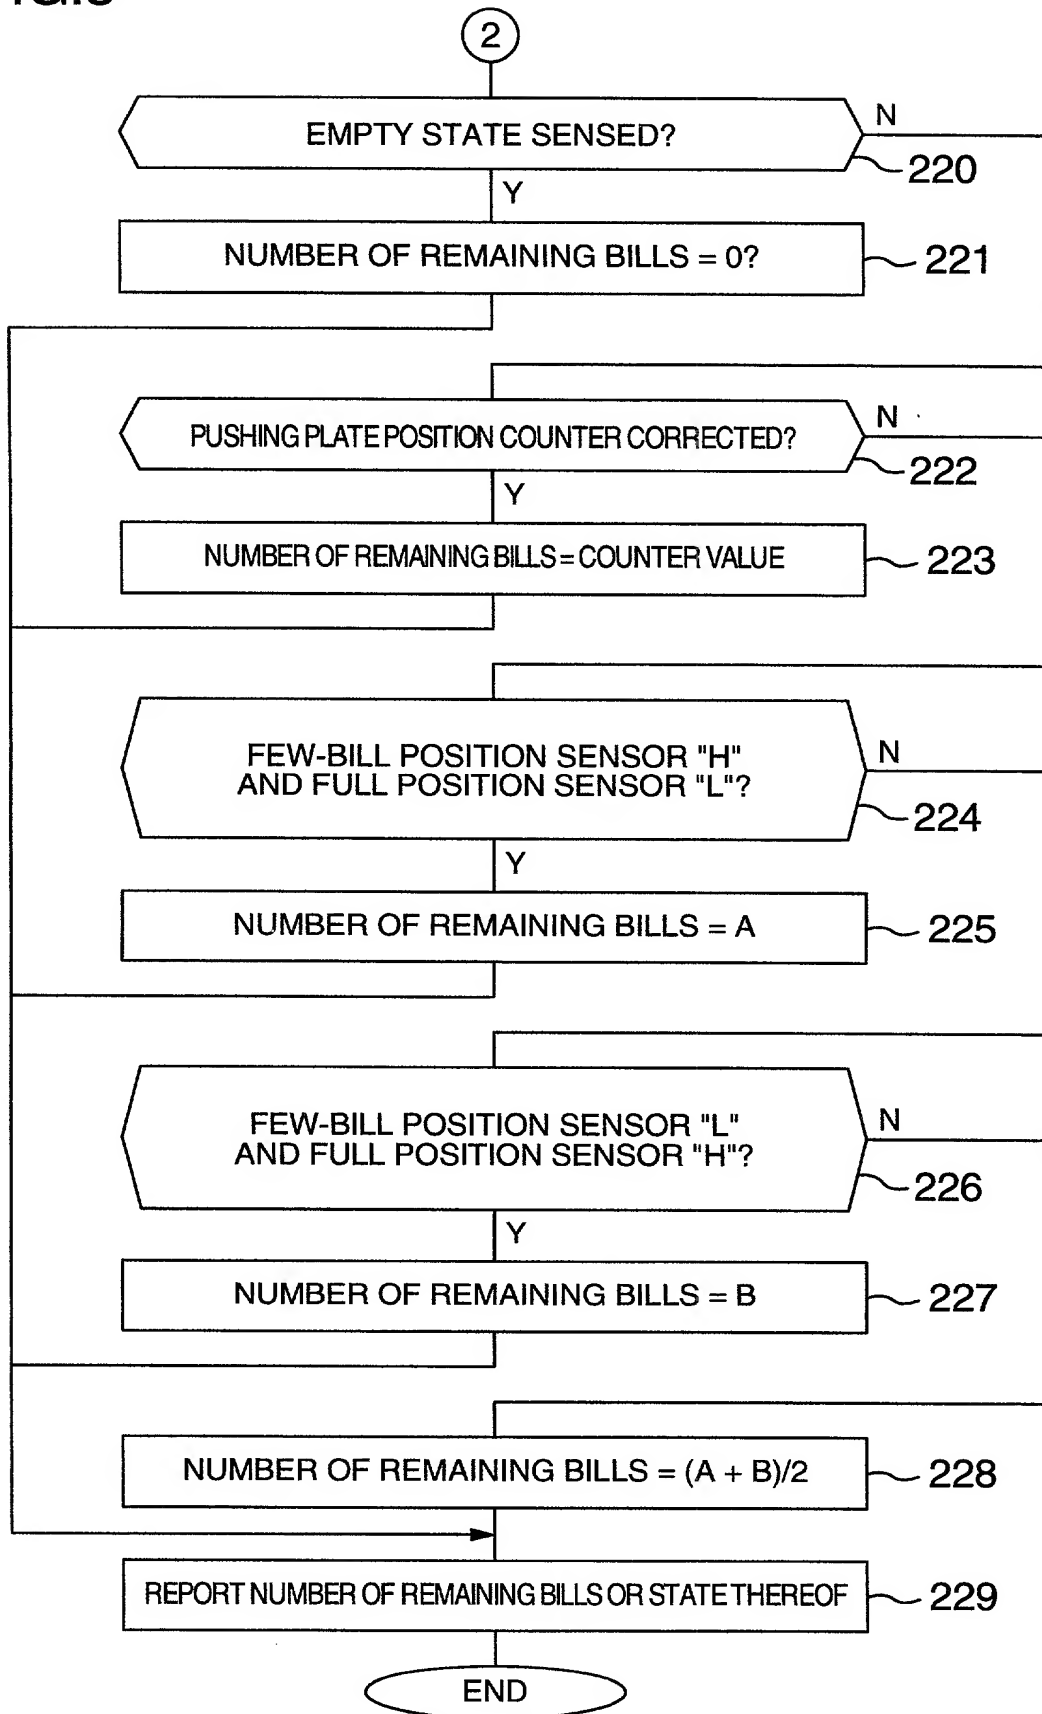 2
EMPTY STATE SENSED?
N
220
Y
NUMBER OF REMAINING BILLS = 0?
221
PUSHING PLATE POSITION COUNTER CORRECTED?
N
222
Y
NUMBER OF REMAINING BILLS = COUNTER VALUE
223
FEW-BILL POSITION SENSOR "H"
AND FULL POSITION SENSOR "L"?
N
224
Y
NUMBER OF REMAINING BILLS = A
225
FEW-BILL POSITION SENSOR "L"
AND FULL POSITION SENSOR "H"?
N
226
Y
NUMBER OF REMAINING BILLS = B
227
NUMBER OF REMAINING BILLS = (A + B)/2
228
REPORT NUMBER OF REMAINING BILLS OR STATE THEREOF
229
END